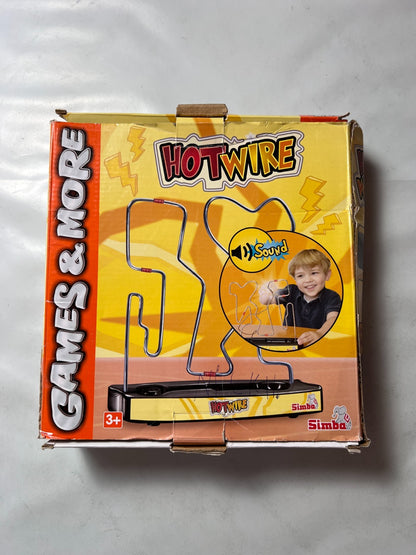 GAMES & MORE
HOTWIRE
Sound
HOTWIRE
Simba
3+
Simba